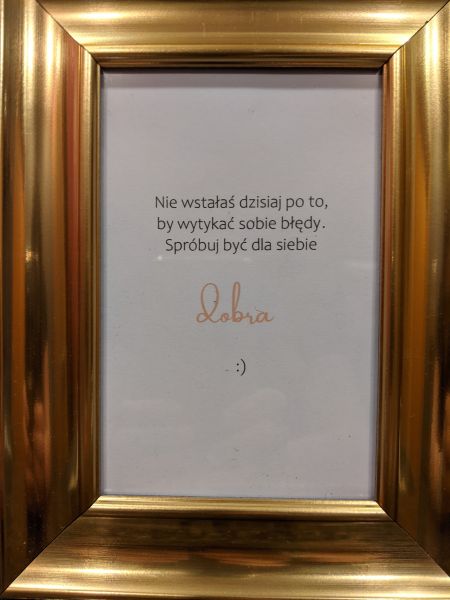 Nie wstałaś dzisiaj po to,
by wytykać sobie błędy.
Spróbuj być dla siebie
dobra
:)